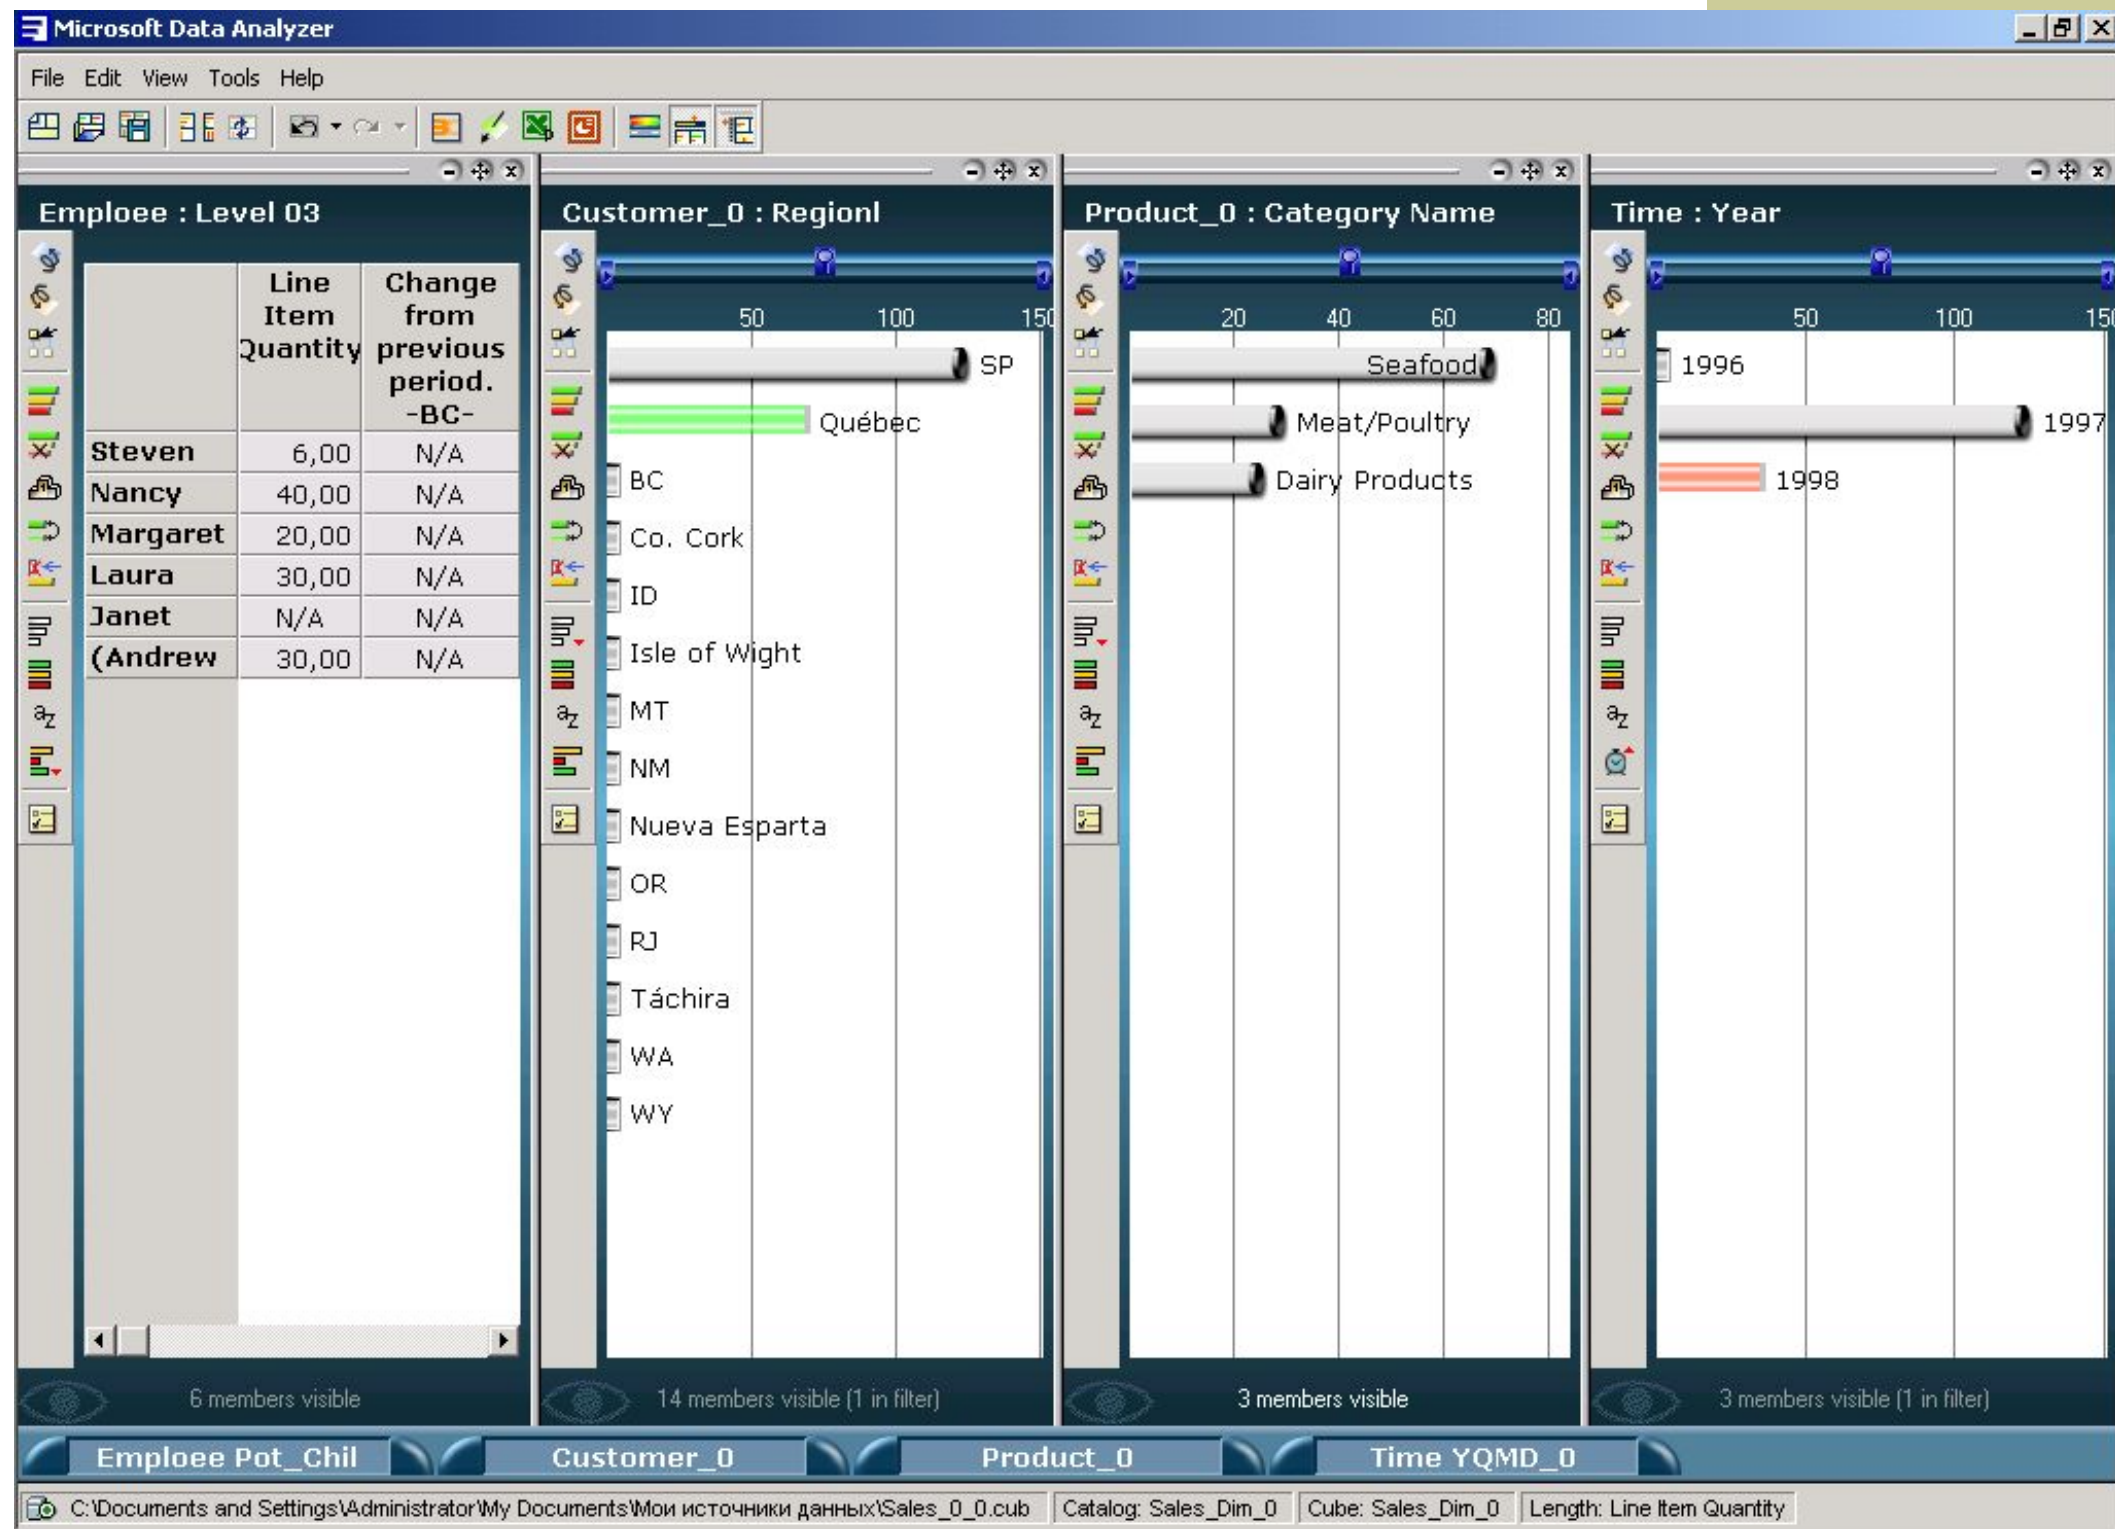 Microsoft Data Analyzer
File Edit View Tools Help
Emploee : Level 03
Line Item Quantity
Change from previous period. -BC-
Steven 6,00 N/A
Nancy 40,00 N/A
Margaret 20,00 N/A
Laura 30,00 N/A
Janet N/A N/A
(Andrew 30,00 N/A
6 members visible
Customer_0 : Regionl
50 100 150
SP
Québec
BC
Co. Cork
ID
Isle of Wight
MT
NM
Nueva Esparta
OR
RJ
Táchira
WA
WY
14 members visible (1 in filter)
Product_0 : Category Name
20 40 60 80
Seafood
Meat/Poultry
Dairy Products
3 members visible
Time : Year
50 100 150
1996
1997
1998
3 members visible (1 in filter)
Emploee Pot_Chil Customer_0 Product_0 Time YQMD_0
C:\Documents and Settings\Administrator\My Documents\Мои источники данных\Sales_0_0.cub Catalog: Sales_Dim_0 Cube: Sales_Dim_0 Length: Line Item Quantity